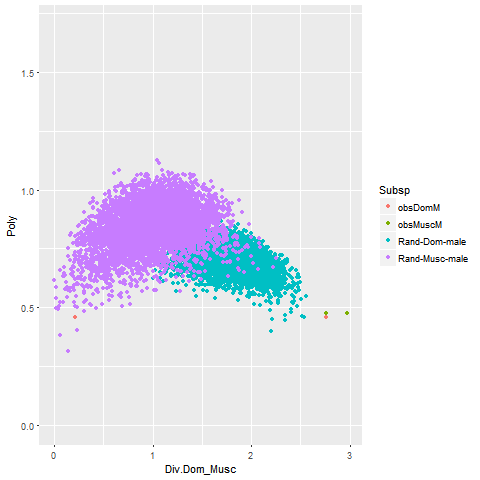 1.5
1.0
0.5
0.0
Poly
0
1
2
3
Div.Dom_Musc
Subsp
obsDomM
obsMuscM
Rand-Dom-male
Rand-Musc-male